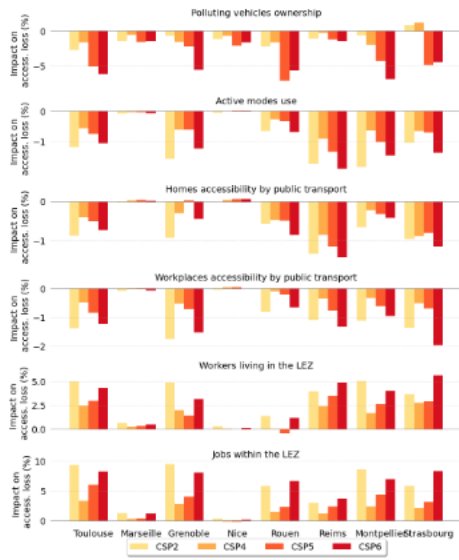 Polluting vehicles ownership
Impact on
access. loss (%)
0
−5
Active modes use
Impact on
access. loss (%)
0
−1
Homes accessibility by public transport
Impact on
access. loss (%)
0
−1
Workplaces accessibility by public transport
Impact on
access. loss (%)
0
−1
−2
Workers living in the LEZ
Impact on
access. loss (%)
5.0
2.5
0.0
Jobs within the LEZ
Impact on
access. loss (%)
10
5
0
Toulouse Marseille Grenoble Nice Rouen Reims Montpellier Strasbourg
CSP2 CSP4 CSP5 CSP6